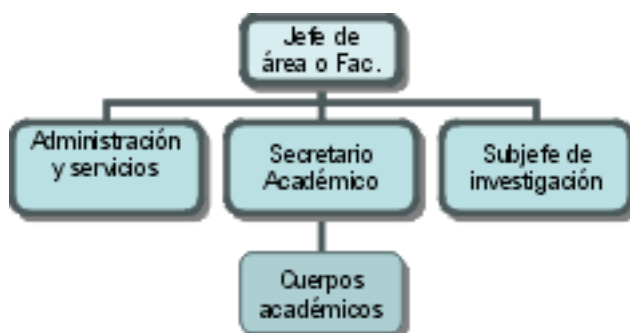 Jefe de
área o Fac.
Administración
y servicios
Secretario
Académico
Subjefe de
investigación
Cuerpos
académicos